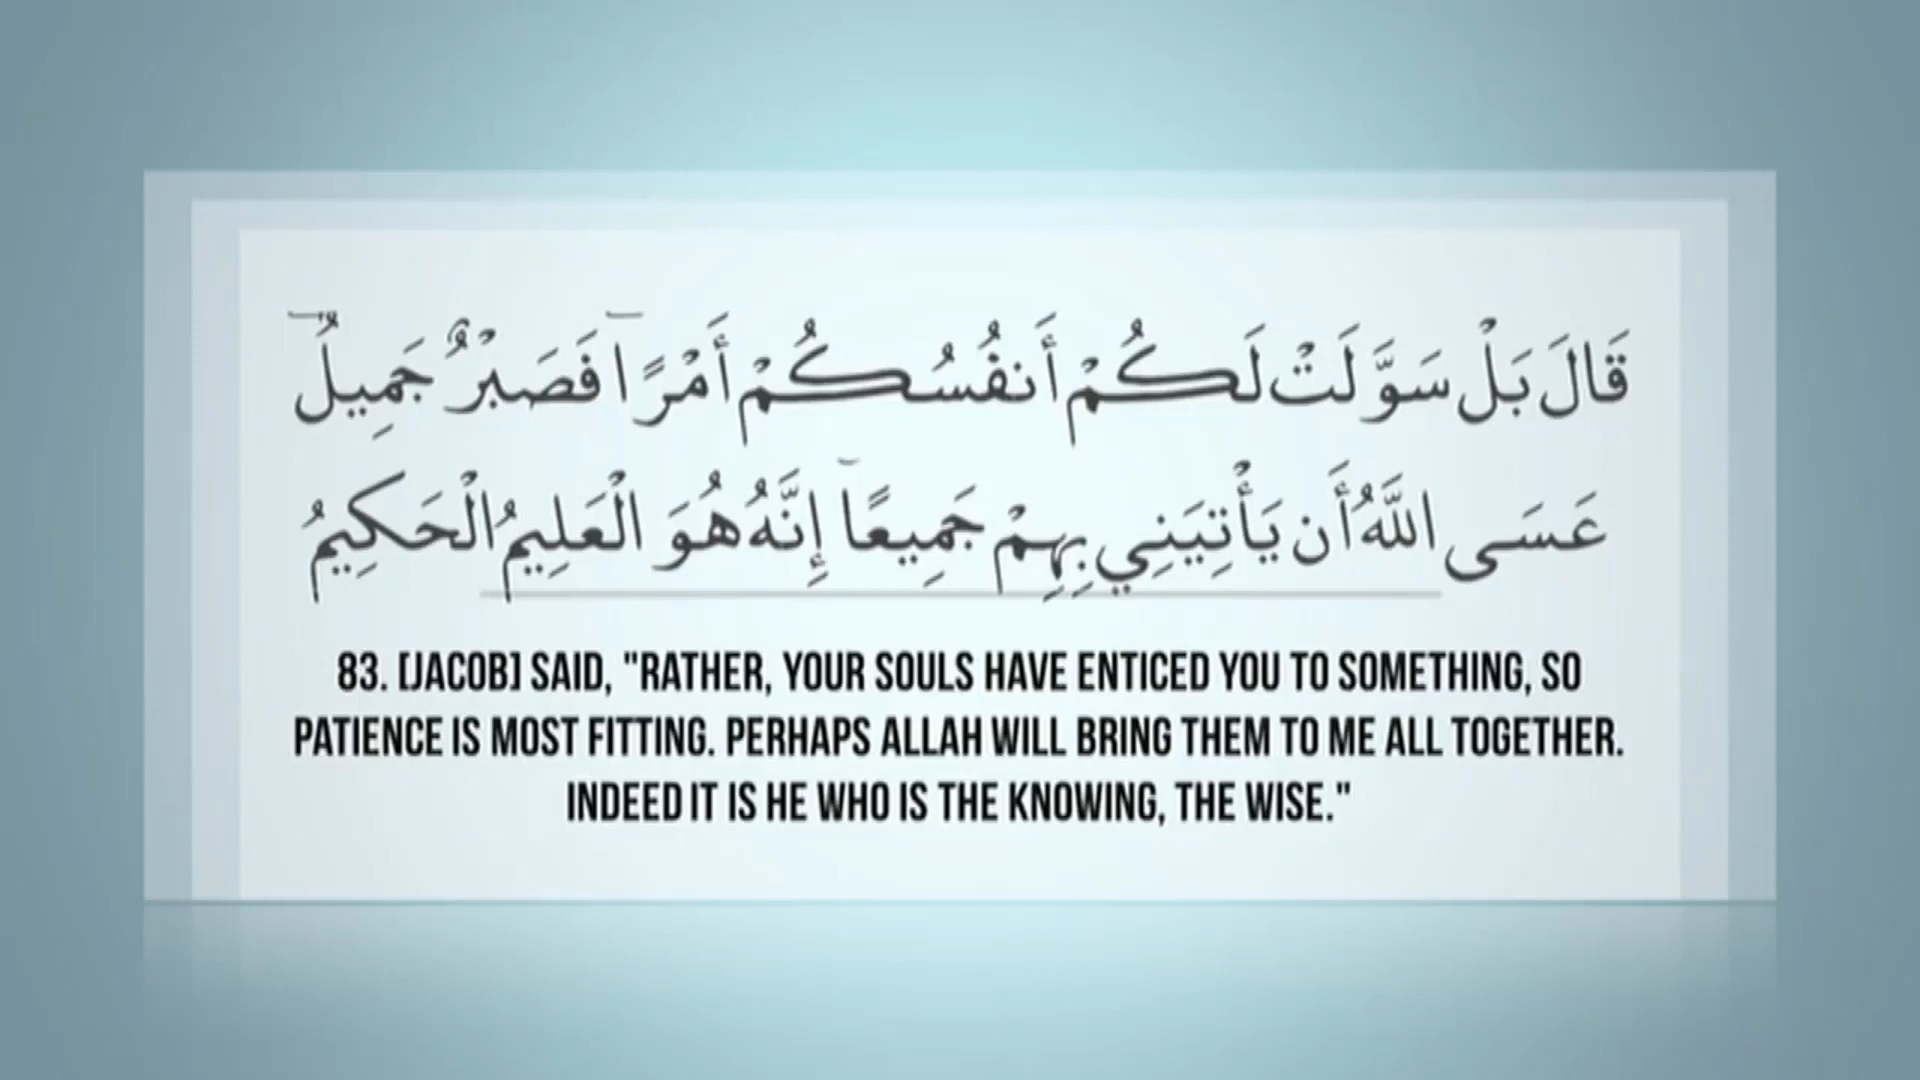 قَالَ بَلْ سَوَّلَتْ لَكُمْ أَنفُسُكُمْ أَمْرًا ۖ فَصَبْرٌ جَمِيلٌ ۖ
عَسَى اللَّهُ أَن يَأْتِيَنِي بِهِمْ جَمِيعًا ۚ إِنَّهُ هُوَ الْعَلِيمُ الْحَكِيمُ
83. [JACOB] SAID, "RATHER, YOUR SOULS HAVE ENTICED YOU TO SOMETHING, SO
PATIENCE IS MOST FITTING. PERHAPS ALLAH WILL BRING THEM TO ME ALL TOGETHER.
INDEED IT IS HE WHO IS THE KNOWING, THE WISE."